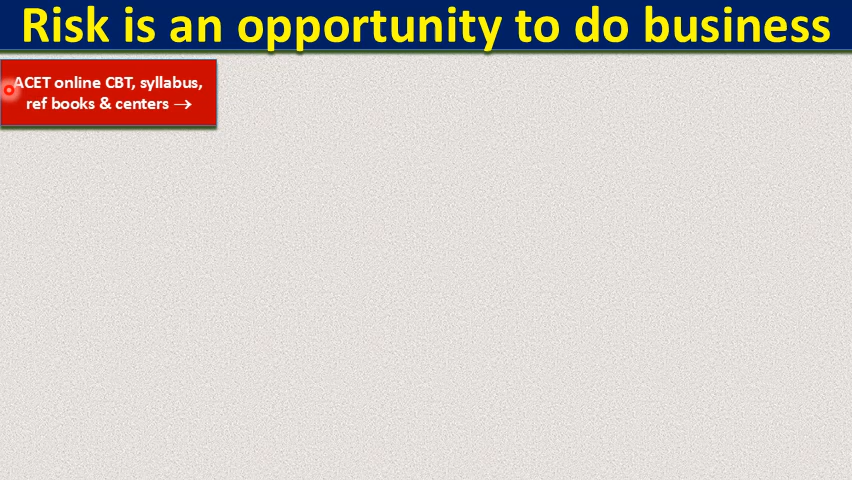 Risk is an opportunity to do business
ACET online CBT, syllabus,
ref books & centers →